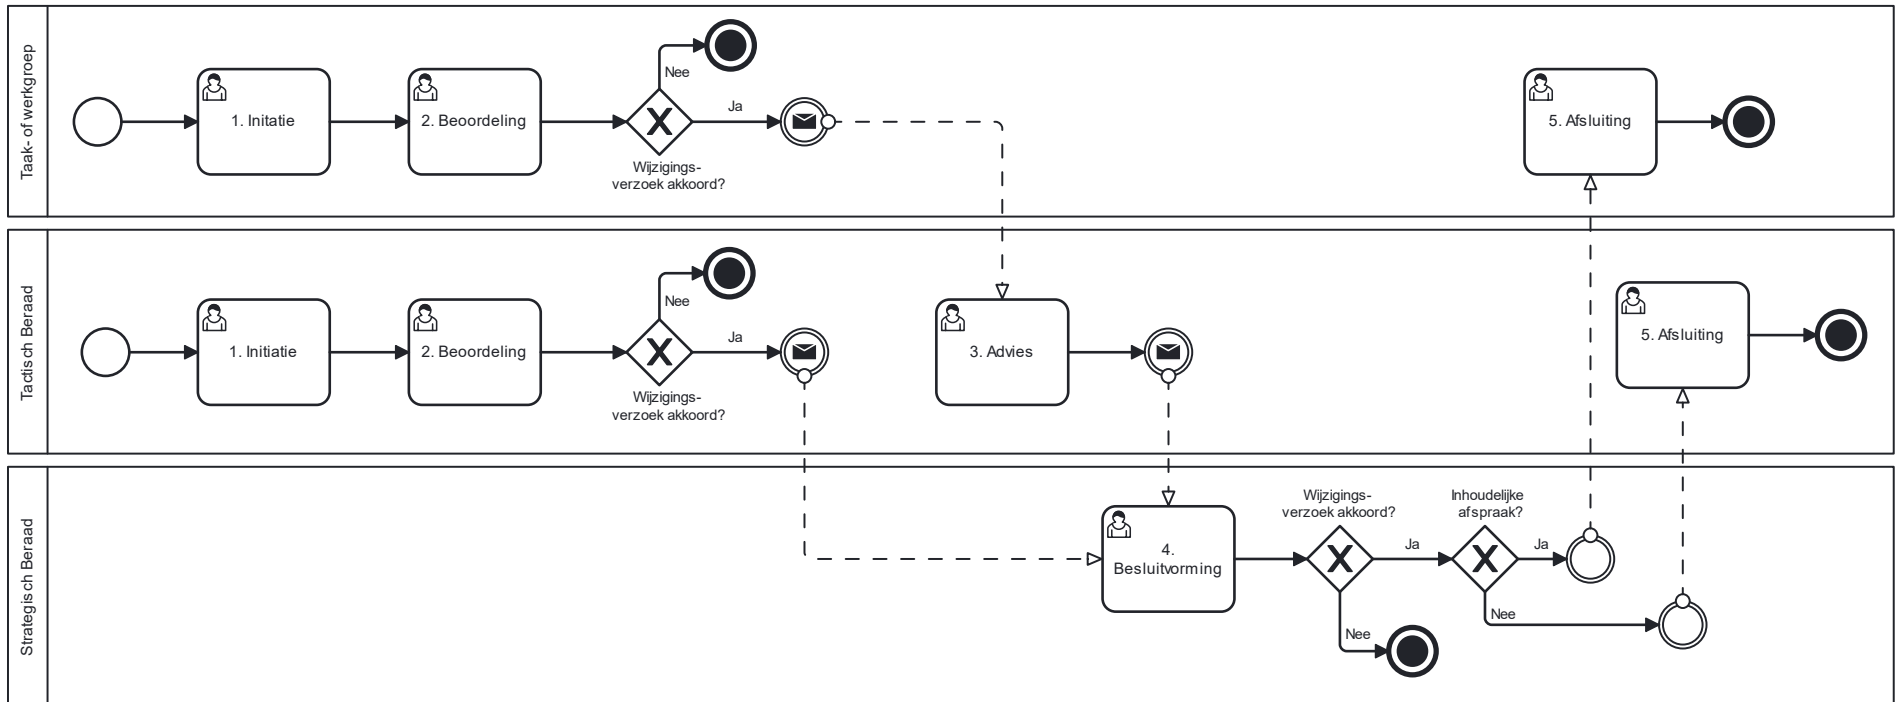 Taak- of werkgroep
1. Initatie
2. Beoordeling
Nee
Ja
Wijzigings-
verzoek akkoord?
5. Afsluiting
Tactisch Beraad
1. Initiatie
2. Beoordeling
Nee
Ja
Wijzigings-
verzoek akkoord?
3. Advies
5. Afsluiting
Strategisch Beraad
4.
Besluitvorming
Wijzigings-
verzoek akkoord?
Ja
Nee
Inhoudelijke
afspraak?
Ja
Nee